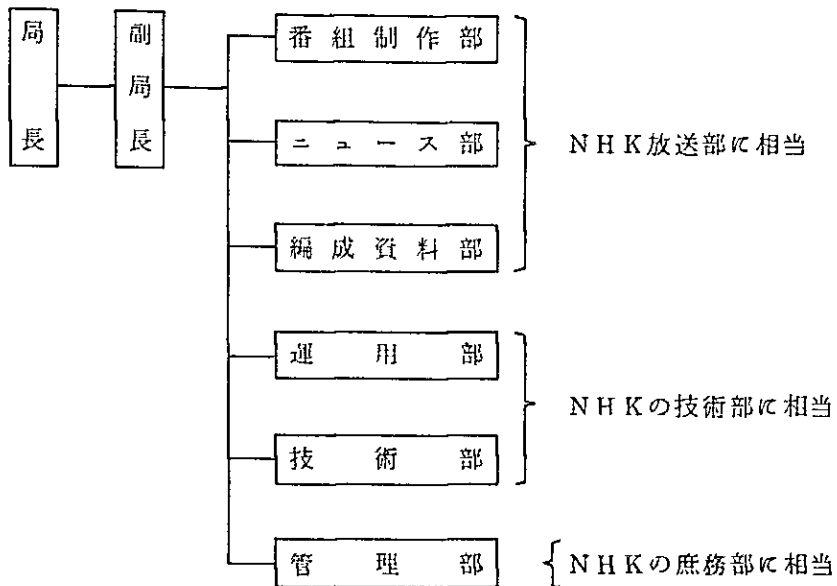 局長
副局長
番組制作部
ニュース部
編成資料部
NHK放送部に相当
運用部
技術部
NHKの技術部に相当
管理部
NHKの庶務部に相当